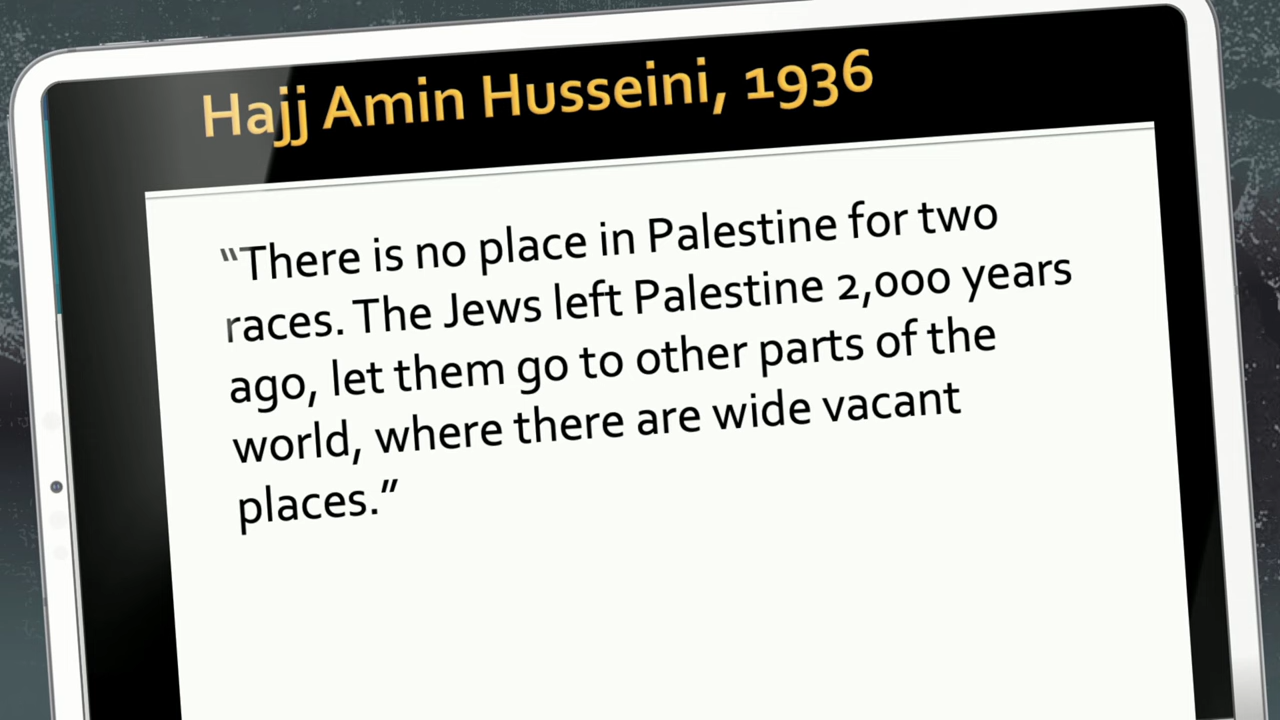 Hajj Amin Husseini, 1936
“There is no place in Palestine for two
races. The Jews left Palestine 2,000 years
ago, let them go to other parts of the
world, where there are wide vacant
places.”